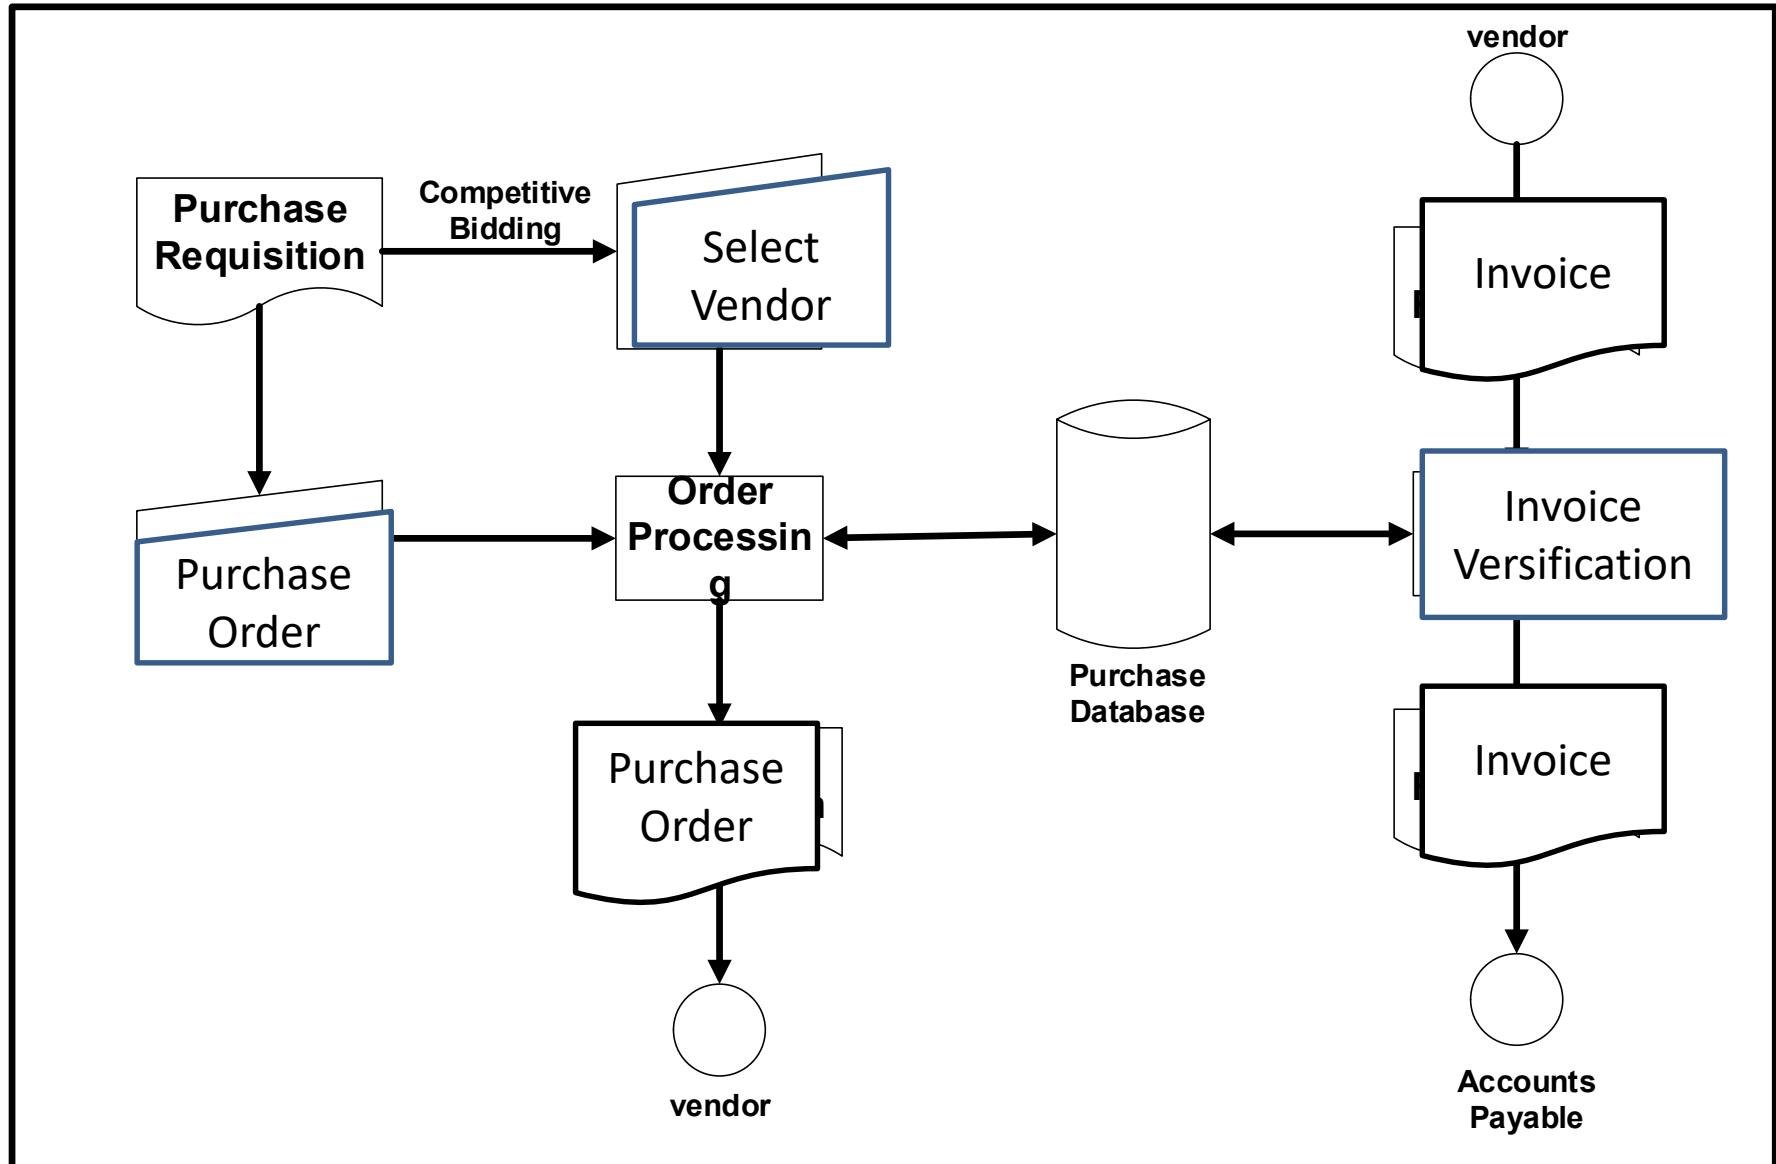 vendor
Purchase
Requisition
Competitive
Bidding
Select
Vendor
Invoice
Purchase
Order
Order
Processin
g
Invoice
Versification
Purchase
Database
Purchase
Order
Invoice
vendor
Accounts
Payable